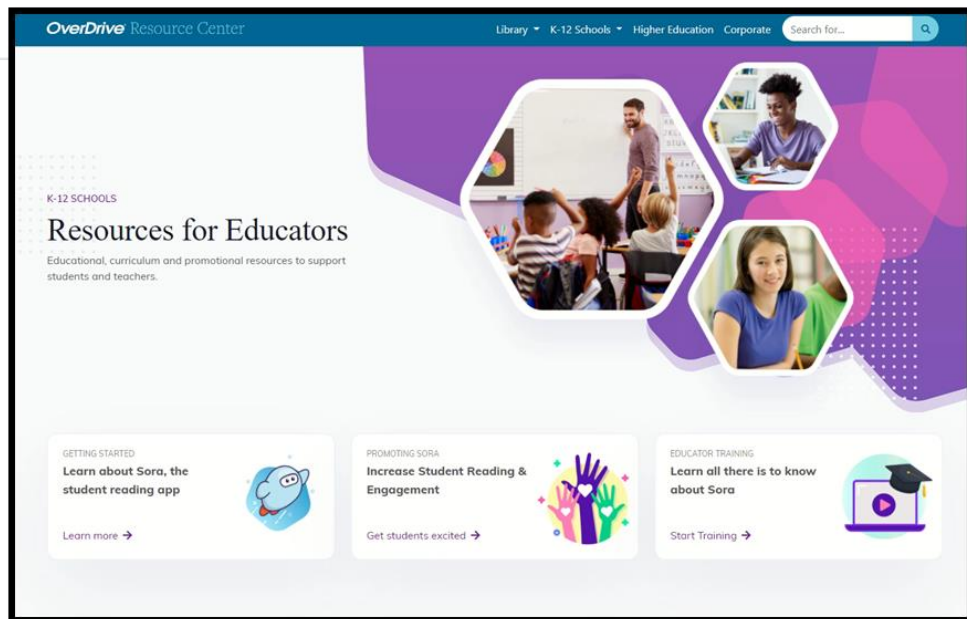 OverDrive Resource Center
Library K-12 Schools Higher Education Corporate Search for...
K-12 SCHOOLS
Resources for Educators
Educational, curriculum and promotional resources to support
students and teachers.
GETTING STARTED
Learn about Sora, the
student reading app
Learn more →
PROMOTING SORA
Increase Student Reading &
Engagement
Get students excited →
EDUCATOR TRAINING
Learn all there is to know
about Sora
Start Training →